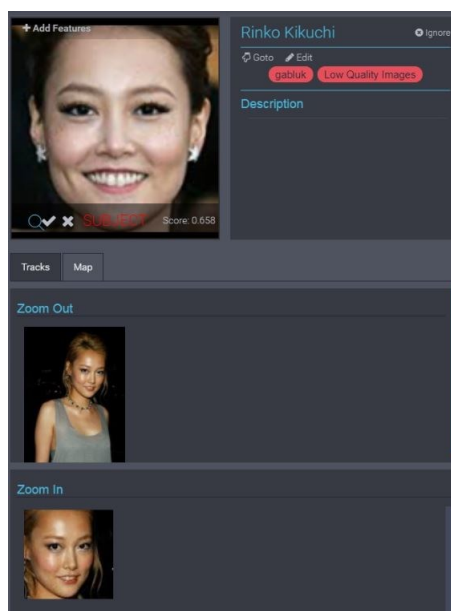 + Add Features
Rinko Kikuchi
Ignore
Goto Edit
gabluk Low Quality Images
Description
SUBJECT Score: 0.658
Tracks Map
Zoom Out
Zoom In